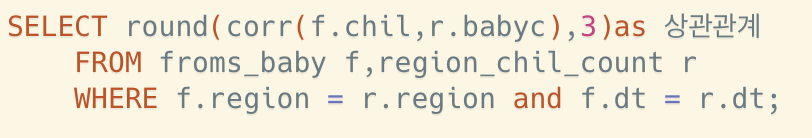 SELECT round(corr(f.chil,r.babyc),3)as 상관관계
FROM froms_baby f,region_chil_count r
WHERE f.region = r.region and f.dt = r.dt;